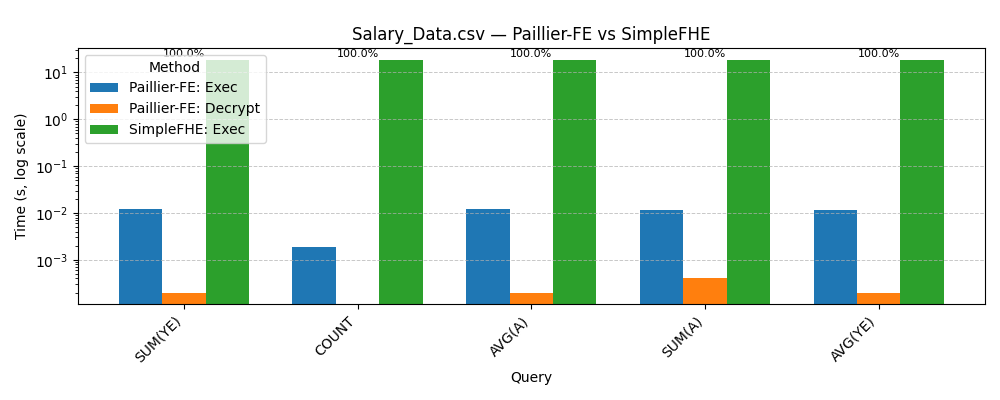 Salary_Data.csv — Paillier-FE vs SimpleFHE
100.0% 100.0% 100.0% 100.0% 100.0%
Method
Paillier-FE: Exec
Paillier-FE: Decrypt
SimpleFHE: Exec
Time (s, log scale)
10¹
10⁰
10⁻¹
10⁻²
10⁻³
SUM(YE) COUNT AVG(A) SUM(A) AVG(YE)
Query